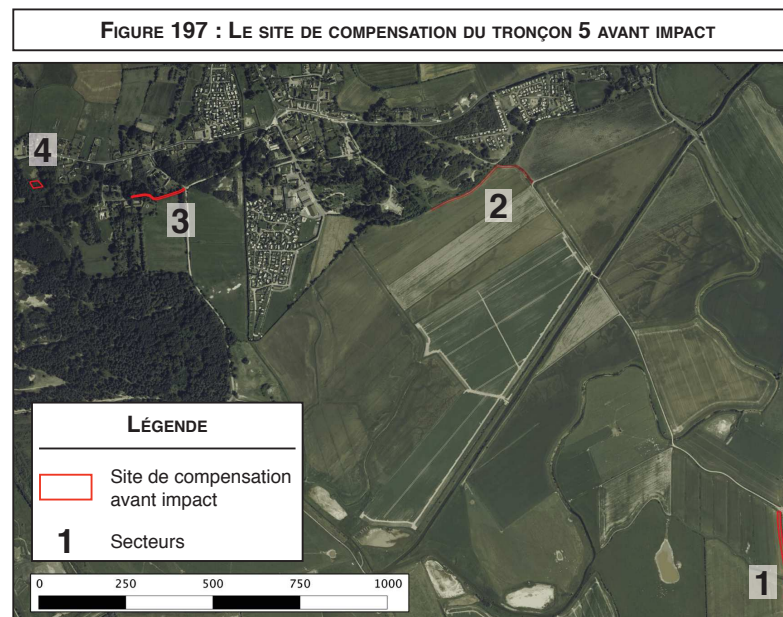 FIGURE 197 : LE SITE DE COMPENSATION DU TRONÇON 5 AVANT IMPACT
4
3
2
LÉGENDE
Site de compensation
avant impact
1 Secteurs
0 250 500 750 1000
1